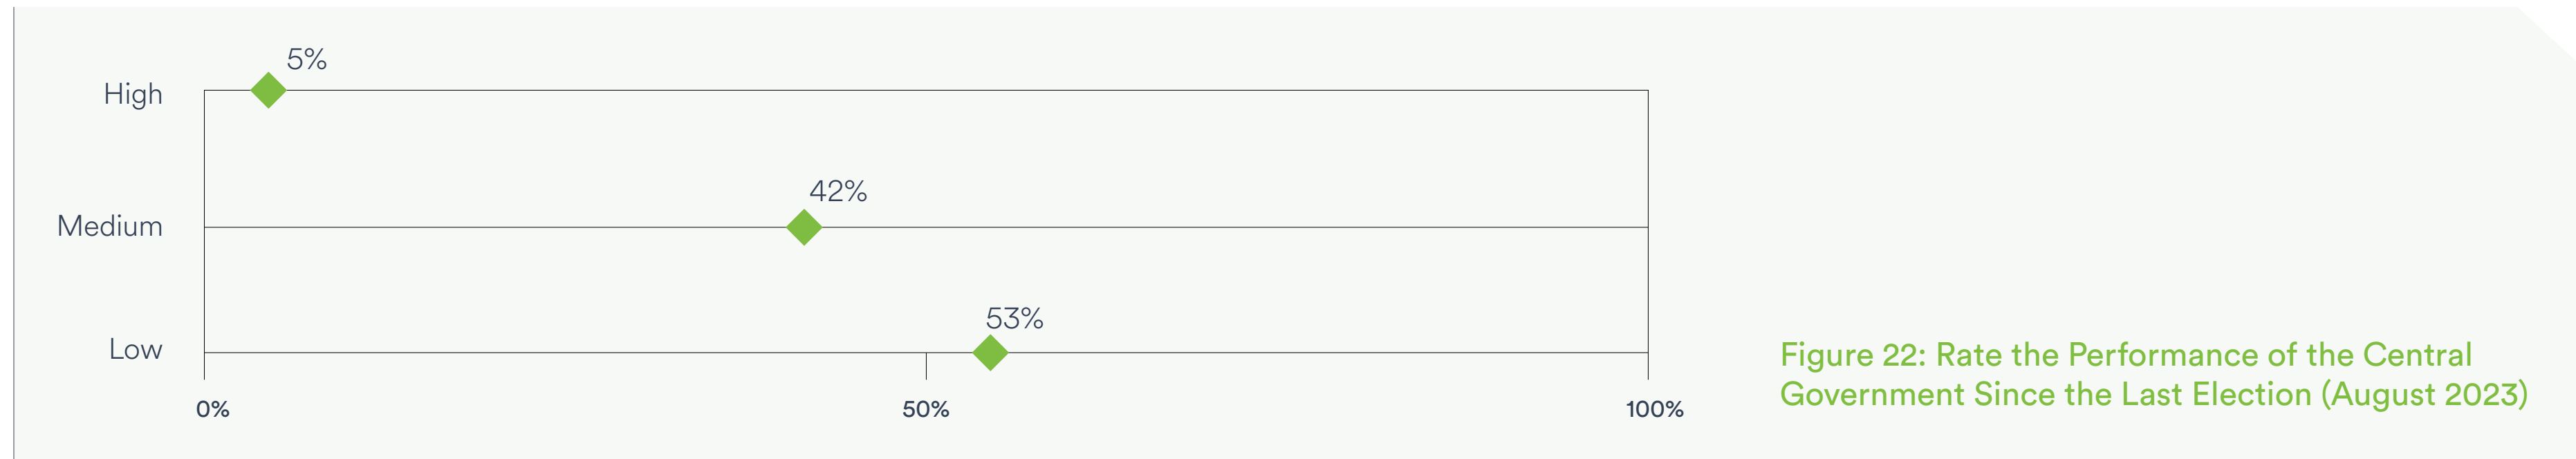 5%
High
42%
Medium
53%
Low
0%
50%
100%
Figure 22: Rate the Performance of the Central
Government Since the Last Election (August 2023)